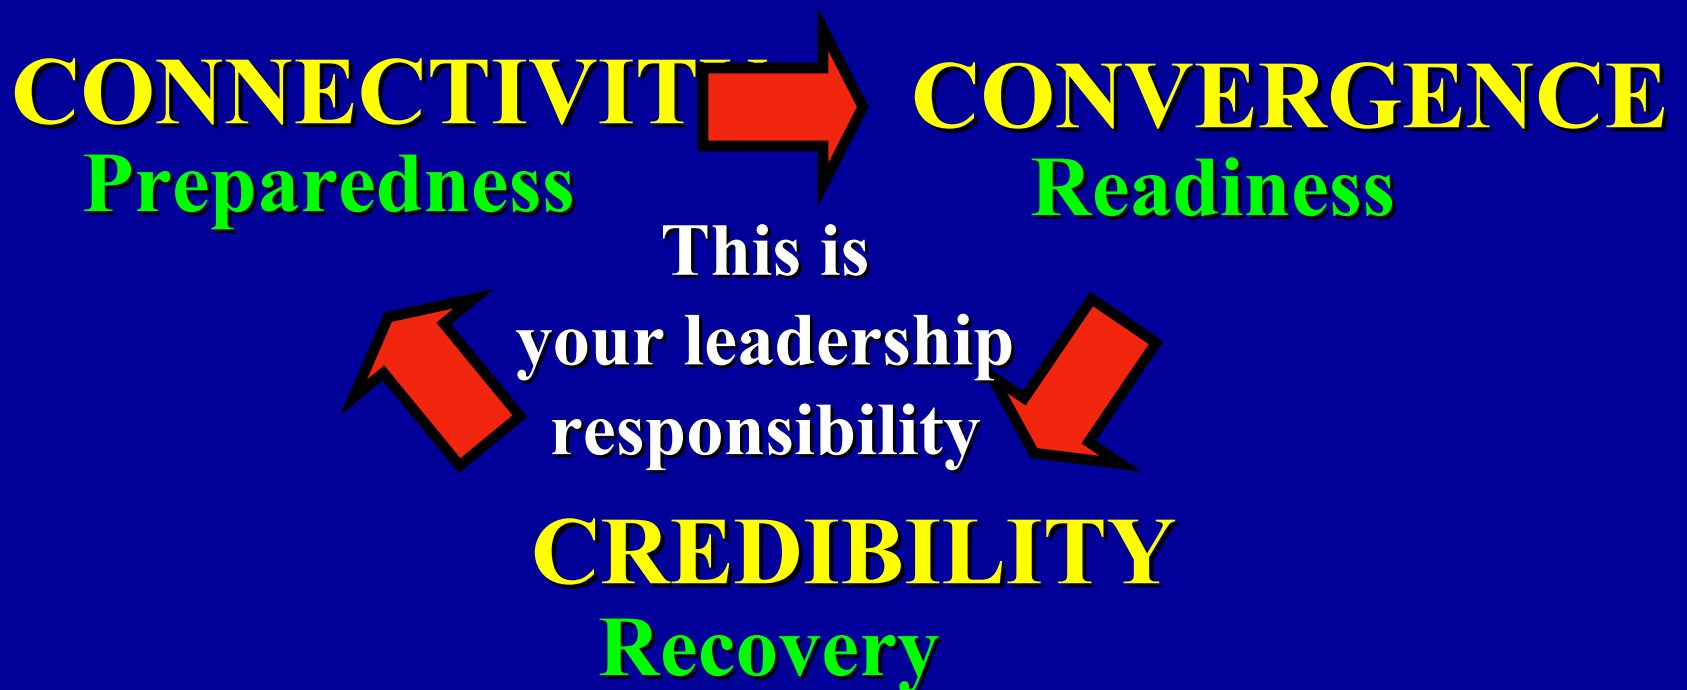 CONNECTIVITY
CONVERGENCE
Preparedness
Readiness
This is
your leadership
responsibility
CREDIBILITY
Recovery